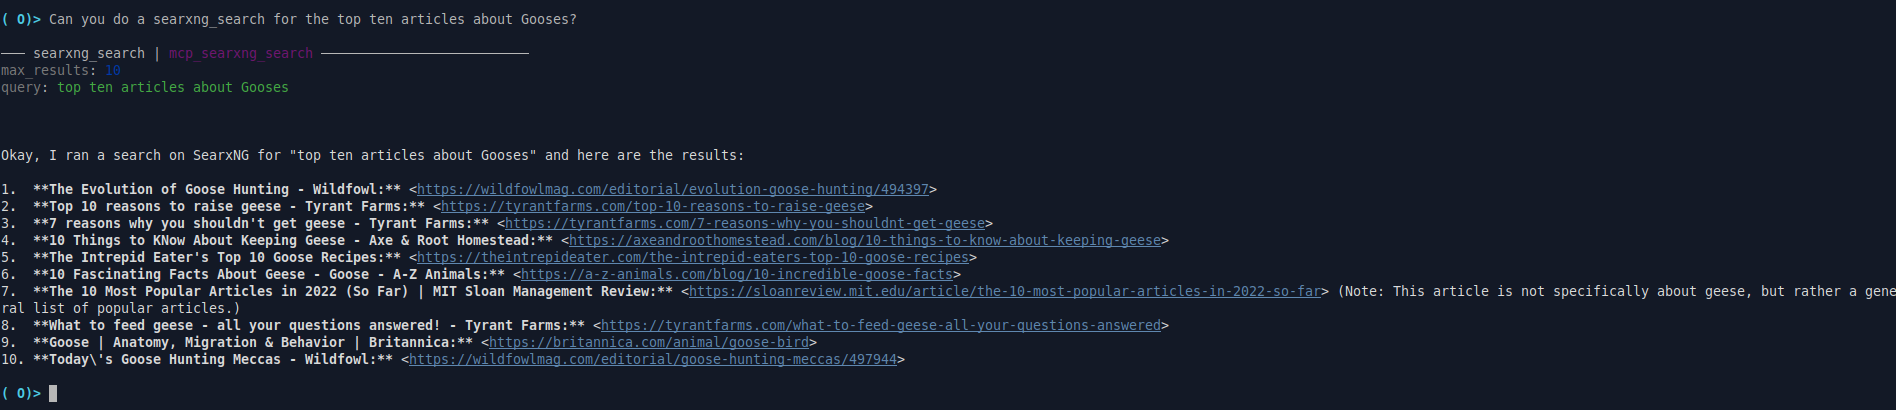 ( O)> Can you do a searxng_search for the top ten articles about Gooses?
─── searxng_search | mcp_searxng_search ──────────────────────────
max_results: 10
query: top ten articles about Gooses
Okay, I ran a search on SearxNG for "top ten articles about Gooses" and here are the results:
1.  **The Evolution of Goose Hunting - Wildfowl:** <https://wildfowlmag.com/editorial/evolution-goose-hunting/494397>
2.  **Top 10 reasons to raise geese - Tyrant Farms:** <https://tyrantfarms.com/top-10-reasons-to-raise-geese>
3.  **7 reasons why you shouldn't get geese - Tyrant Farms:** <https://tyrantfarms.com/7-reasons-why-you-shouldnt-get-geese>
4.  **10 Things to KNow About Keeping Geese - Axe & Root Homestead:** <https://axeandroothomestead.com/blog/10-things-to-know-about-keeping-geese>
5.  **The Intrepid Eater's Top 10 Goose Recipes:** <https://theintrepideater.com/the-intrepid-eaters-top-10-goose-recipes>
6.  **10 Fascinating Facts About Geese - Goose - A-Z Animals:** <https://a-z-animals.com/blog/10-incredible-goose-facts>
7.  **The 10 Most Popular Articles in 2022 (So Far) | MIT Sloan Management Review:** <https://sloanreview.mit.edu/article/the-10-most-popular-articles-in-2022-so-far> (Note: This article is not specifically about geese, but rather a gene
ral list of popular articles.)
8.  **What to feed geese - all your questions answered! - Tyrant Farms:** <https://tyrantfarms.com/what-to-feed-geese-all-your-questions-answered>
9.  **Goose | Anatomy, Migration & Behavior | Britannica:** <https://britannica.com/animal/goose-bird>
10. **Today\'s Goose Hunting Meccas - Wildfowl:** <https://wildfowlmag.com/editorial/goose-hunting-meccas/497944>
( O)>